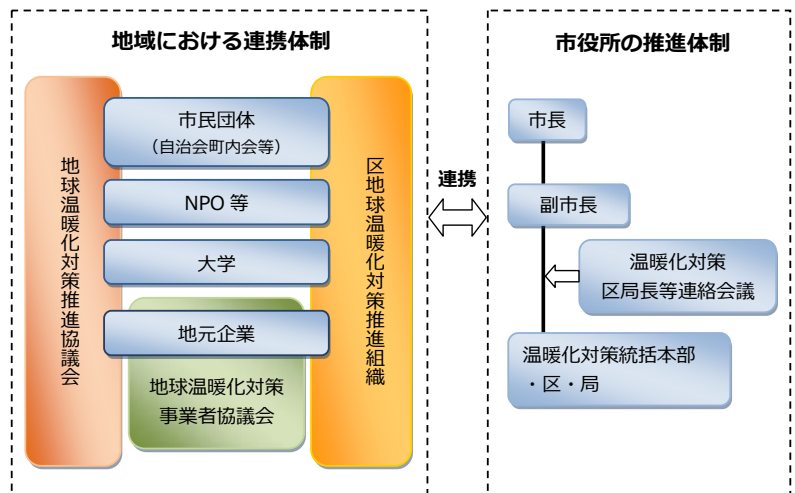 地域における連携体制
地球温暖化対策推進協議会
市民団体
（自治会町内会等）
NPO 等
大学
地元企業
地球温暖化対策
事業者協議会
区地球温暖化対策推進組織
連携
市役所の推進体制
市長
副市長
温暖化対策
区局長等連絡会議
温暖化対策統括本部
・区・局